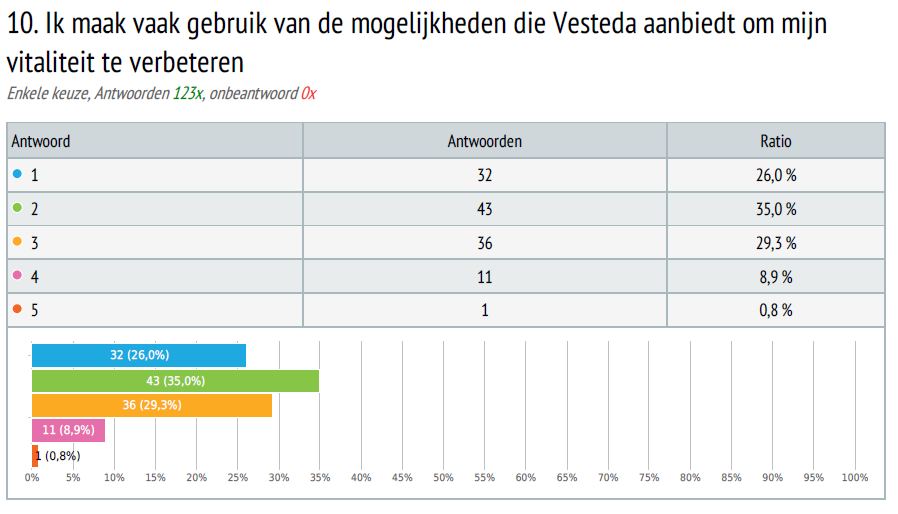 10. Ik maak vaak gebruik van de mogelijkheden die Vesteda aanbiedt om mijn
vitaliteit te verbeteren
Enkele keuze, Antwoorden 123x, onbeantwoord 0x
Antwoord Antwoorden Ratio
1 32 26,0 %
2 43 35,0 %
3 36 29,3 %
4 11 8,9 %
5 1 0,8 %
32 (26,0%)
43 (35,0%)
36 (29,3%)
11 (8,9%)
1 (0,8%)
0% 5% 10% 15% 20% 25% 30% 35% 40% 45% 50% 55% 60% 65% 70% 75% 80% 85% 90% 95% 100%